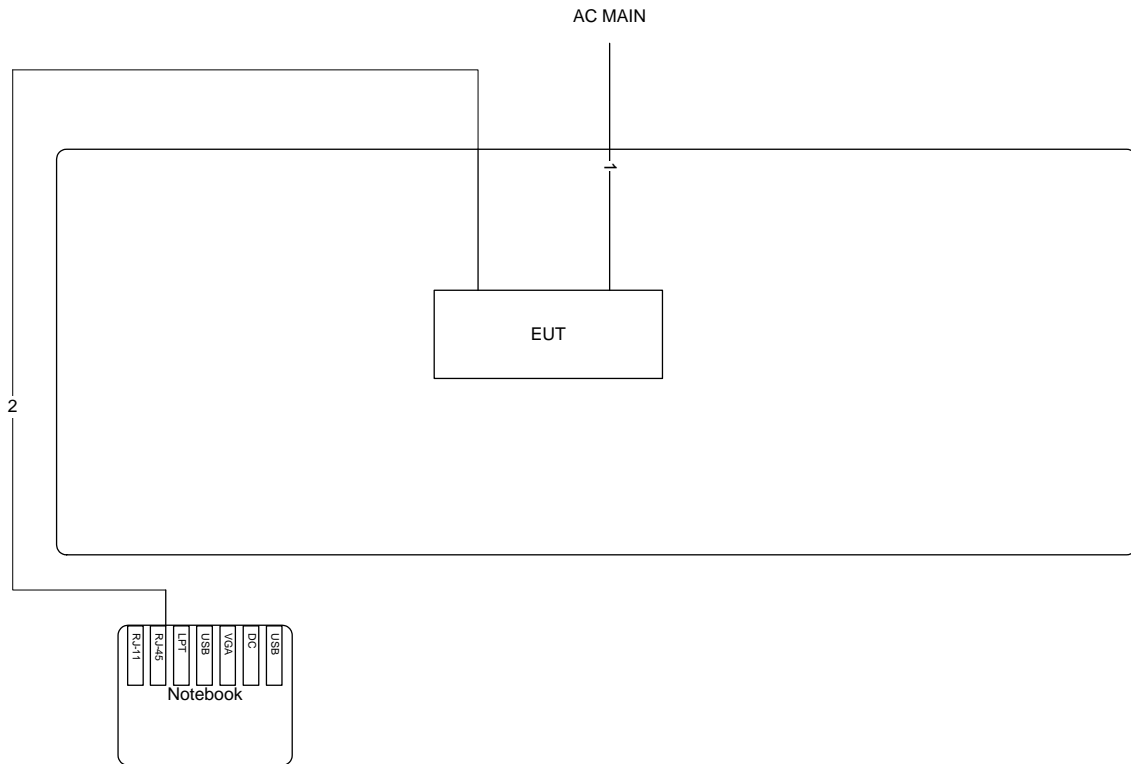 AC MAIN
1
EUT
2
RJ-11
RJ-45
LPT
USB
VGA
DC
USB
Notebook